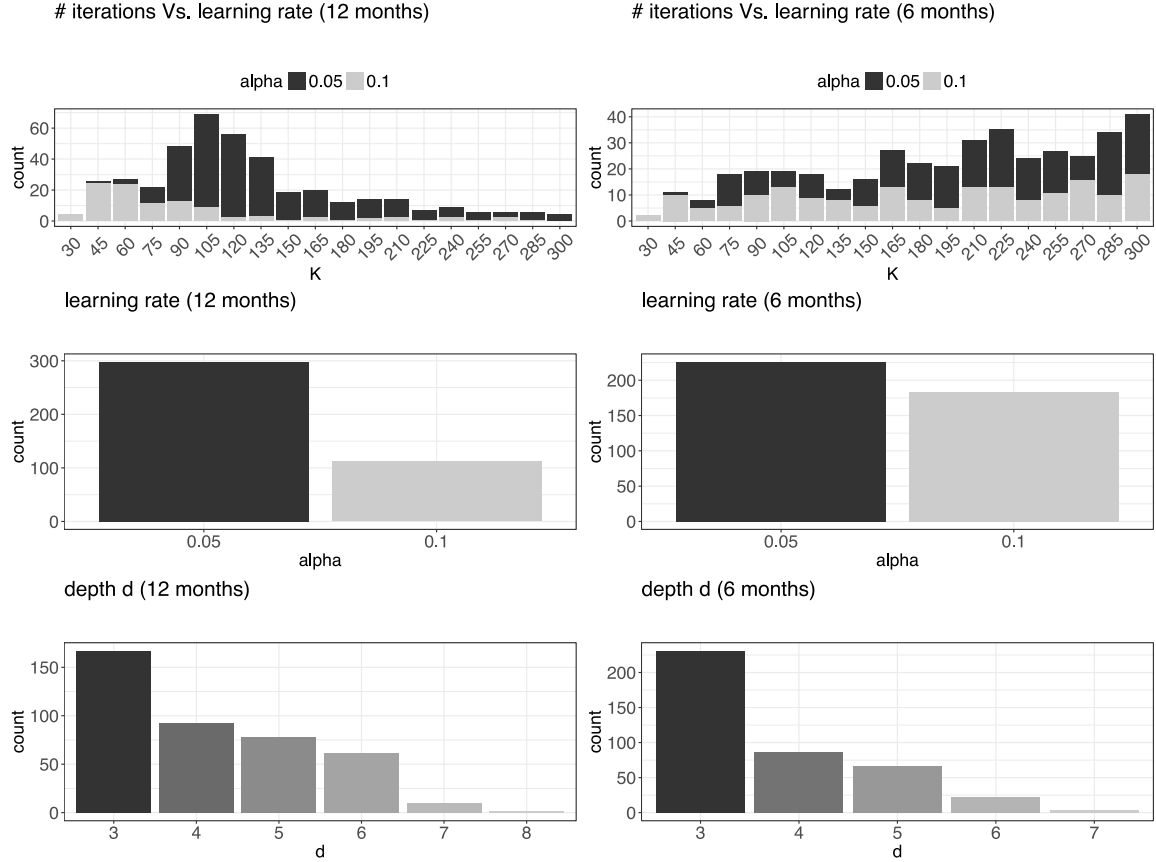 # iterations Vs. learning rate (12 months)
alpha 0.05 0.1
count
60
40
20
0
30 45 60 75 90 105 120 135 150 165 180 195 210 225 240 255 270 285 300
K
# iterations Vs. learning rate (6 months)
alpha 0.05 0.1
count
40
30
20
10
0
30 45 60 75 90 105 120 135 150 165 180 195 210 225 240 255 270 285 300
K
learning rate (12 months)
count
300
200
100
0
0.05 0.1
alpha
learning rate (6 months)
count
200
150
100
50
0
0.05 0.1
alpha
depth d (12 months)
count
150
100
50
0
3 4 5 6 7 8
d
depth d (6 months)
count
200
150
100
50
0
3 4 5 6 7
d